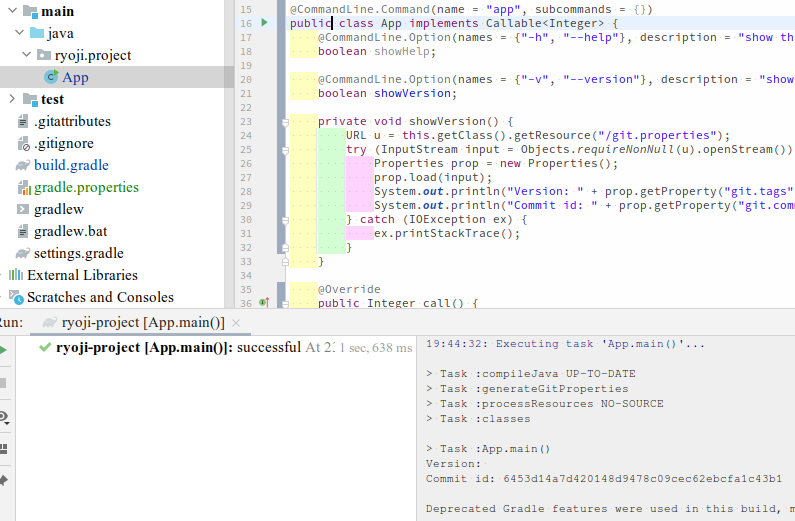 main
java
ryoji.project
App
test
.gitattributes
.gitignore
build.gradle
gradle.properties
gradlew
gradlew.bat
settings.gradle
External Libraries
Scratches and Consoles
15 @CommandLine.Command(name = "app", subcommands = {})
16 public class App implements Callable<Integer> {
17 @CommandLine.Option(names = {"-h", "--help"}, description = "show th
18 boolean showHelp;
19
20 @CommandLine.Option(names = {"-v", "--version"}, description = "show
21 boolean showVersion;
22
23 private void showVersion() {
24 URL u = this.getClass().getResource("/git.properties");
25 try (InputStream input = Objects.requireNonNull(u).openStream())
26 Properties prop = new Properties();
27 prop.load(input);
28 System.out.println("Version: " + prop.getProperty("git.tags"
29 System.out.println("Commit id: " + prop.getProperty("git.com
30 } catch (IOException ex) {
31 ex.printStackTrace();
32 }
33 }
34
35 @Override
36 public Integer call() {
un: ryoji-project [App.main()]
ryoji-project [App.main()]: successful At 2 1 sec, 638 ms
19:44:32: Executing task 'App.main()'...
> Task :compileJava UP-TO-DATE
> Task :generateGitProperties
> Task :processResources NO-SOURCE
> Task :classes
> Task :App.main()
Version:
Commit id: 6453d14a7d420148d9478c09cec62ebcfa1c43b1
Deprecated Gradle features were used in this build, m